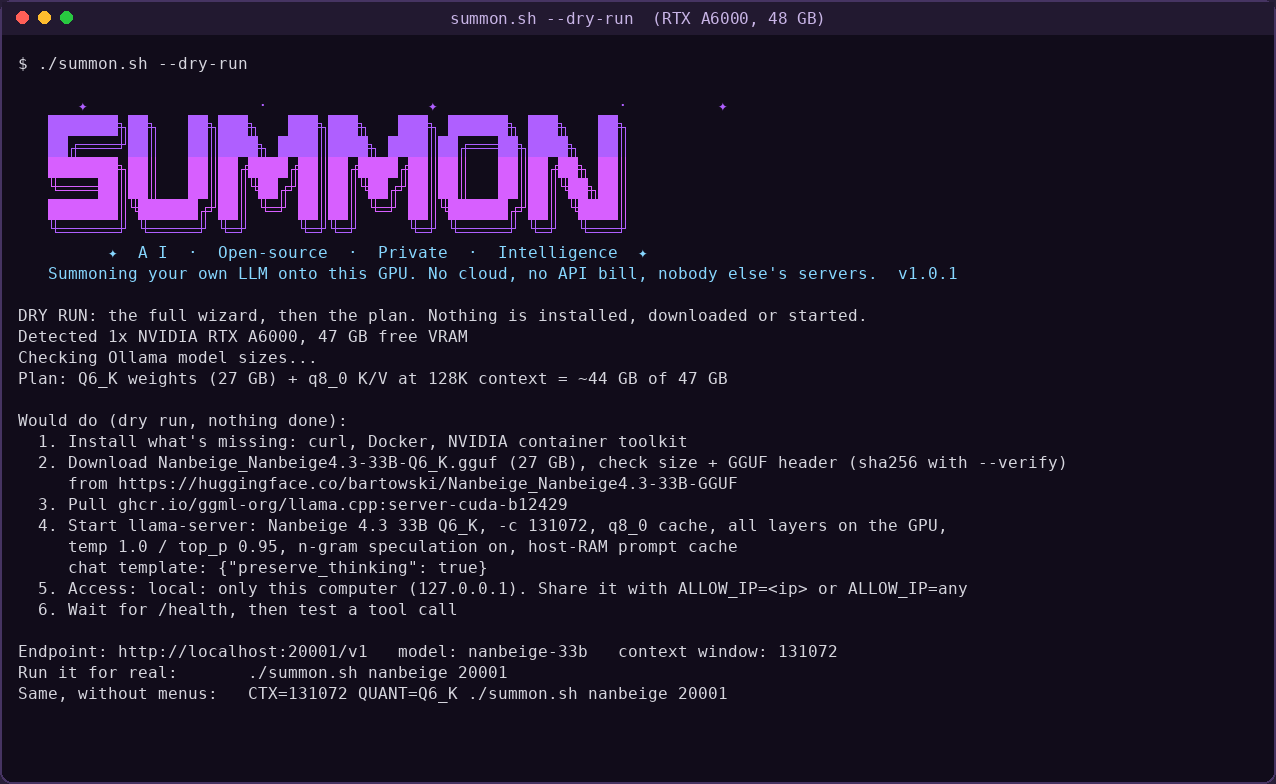 summon.sh --dry-run  (RTX A6000, 48 GB)
$ ./summon.sh --dry-run
SUMMON
✦  A I  ·  Open-source  ·  Private  ·  Intelligence  ✦
Summoning your own LLM onto this GPU. No cloud, no API bill, nobody else's servers.  v1.0.1
DRY RUN: the full wizard, then the plan. Nothing is installed, downloaded or started.
Detected 1x NVIDIA RTX A6000, 47 GB free VRAM
Checking Ollama model sizes...
Plan: Q6_K weights (27 GB) + q8_0 K/V at 128K context = ~44 GB of 47 GB
Would do (dry run, nothing done):
  1. Install what's missing: curl, Docker, NVIDIA container toolkit
  2. Download Nanbeige_Nanbeige4.3-33B-Q6_K.gguf (27 GB), check size + GGUF header (sha256 with --verify)
     from https://huggingface.co/bartowski/Nanbeige_Nanbeige4.3-33B-GGUF
  3. Pull ghcr.io/ggml-org/llama.cpp:server-cuda-b12429
  4. Start llama-server: Nanbeige 4.3 33B Q6_K, -c 131072, q8_0 cache, all layers on the GPU,
     temp 1.0 / top_p 0.95, n-gram speculation on, host-RAM prompt cache
     chat template: {"preserve_thinking": true}
  5. Access: local: only this computer (127.0.0.1). Share it with ALLOW_IP=<ip> or ALLOW_IP=any
  6. Wait for /health, then test a tool call
Endpoint: http://localhost:20001/v1   model: nanbeige-33b   context window: 131072
Run it for real:       ./summon.sh nanbeige 20001
Same, without menus:   CTX=131072 QUANT=Q6_K ./summon.sh nanbeige 20001